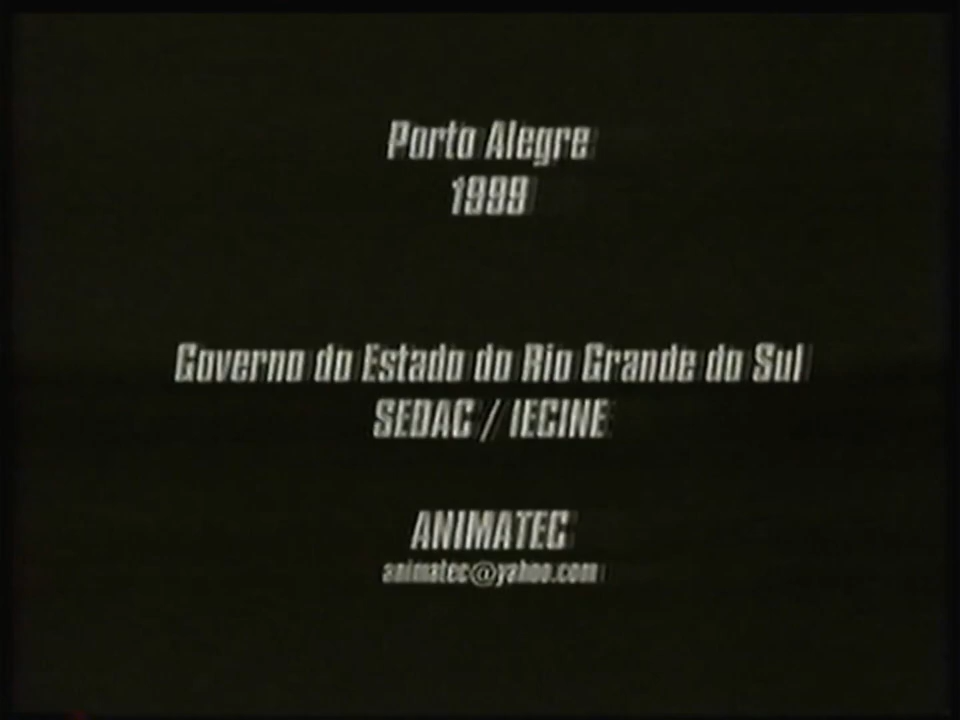 Porto Alegre
1999
Governo do Estado do Rio Grande do Sul
SEDAC / IECINE
ANIMATEC
animatec@yahoo.com